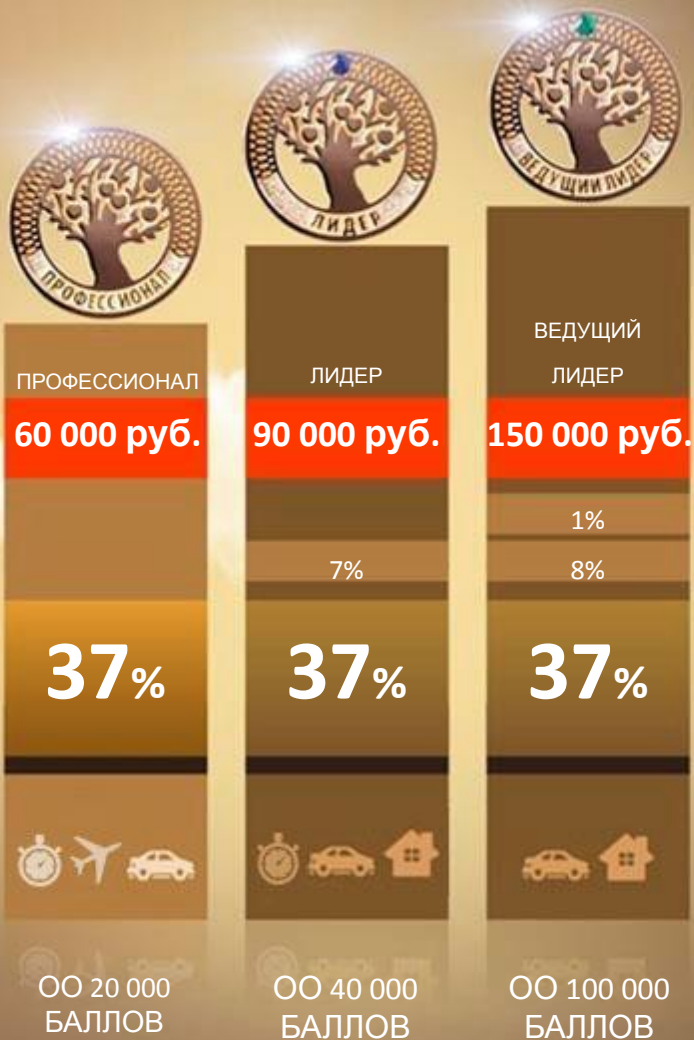 ПРОФЕССИОНАЛ
ПРОФЕССИОНАЛ
60 000 руб.
37%
ОО 20 000
БАЛЛОВ
ЛИДЕР
ЛИДЕР
90 000 руб.
7%
37%
ОО 40 000
БАЛЛОВ
ВЕДУЩИЙ ЛИДЕР
ВЕДУЩИЙ
ЛИДЕР
150 000 руб.
1%
8%
37%
ОО 100 000
БАЛЛОВ